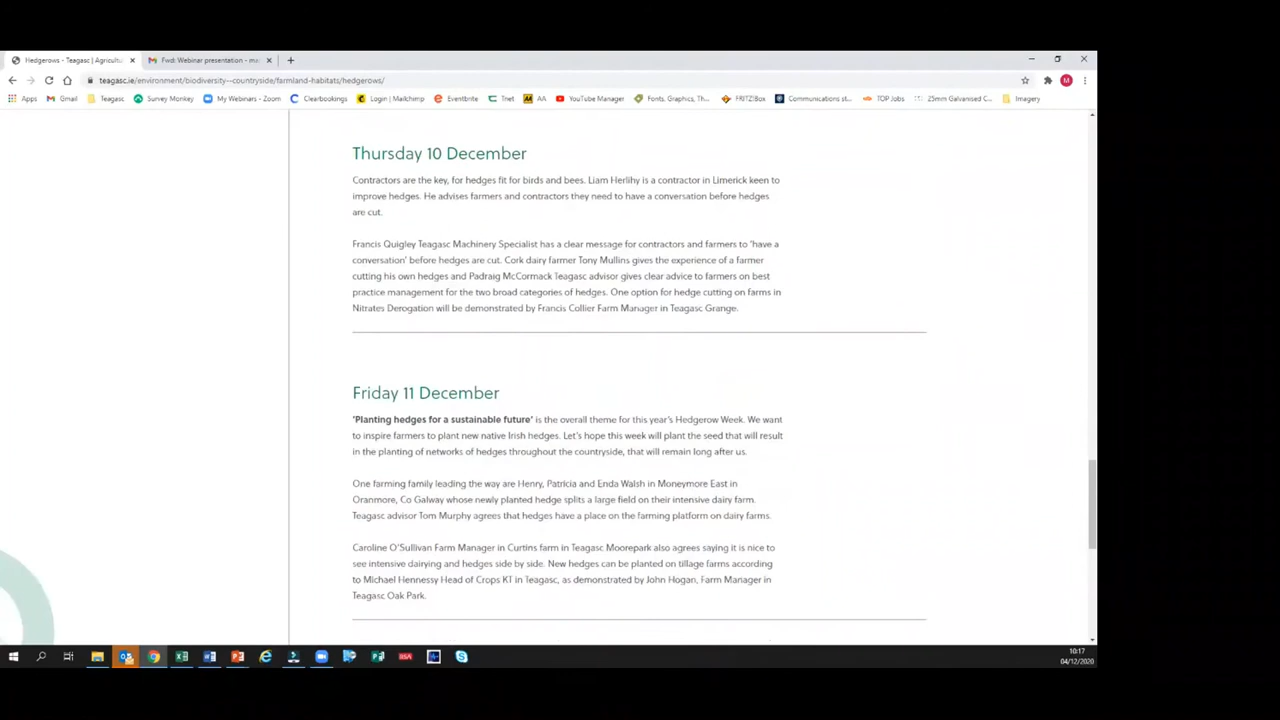 Hedgerows - Teagasc | Agricultu
Fwd: Webinar presentation - ma
teagasc.ie/environment/biodiversity--countryside/farmland-habitats/hedgerows/
Apps Gmail Teagasc Survey Monkey My Webinars - Zoom Clearbookings Login | Mailchimp Eventbrite Tnet AA YouTube Manager Fonts, Graphics, Th... FRITZ!Box Communications st... TOP Jobs 25mm Galvanised C... Imagery
Thursday 10 December
Contractors are the key, for hedges fit for birds and bees. Liam Herlihy is a contractor in Limerick keen to
improve hedges. He advises farmers and contractors they need to have a conversation before hedges
are cut.
Francis Quigley Teagasc Machinery Specialist has a clear message for contractors and farmers to 'have a
conversation' before hedges are cut. Cork dairy farmer Tony Mullins gives the experience of a farmer
cutting his own hedges and Padraig McCormack Teagasc advisor gives clear advice to farmers on best
practice management for the two broad categories of hedges. One option for hedge cutting on farms in
Nitrates Derogation will be demonstrated by Francis Collier Farm Manager in Teagasc Grange.
Friday 11 December
'Planting hedges for a sustainable future' is the overall theme for this year's Hedgerow Week. We want
to inspire farmers to plant new native Irish hedges. Let's hope this week will plant the seed that will result
in the planting of networks of hedges throughout the countryside, that will remain long after us.
One farming family leading the way are Henry, Patricia and Enda Walsh in Moneymore East in
Oranmore, Co Galway whose newly planted hedge splits a large field on their intensive dairy farm.
Teagasc advisor Tom Murphy agrees that hedges have a place on the farming platform on dairy farms.
Caroline O'Sullivan Farm Manager in Curtins farm in Teagasc Moorepark also agrees saying it is nice to
see intensive dairying and hedges side by side. New hedges can be planted on tillage farms according
to Michael Hennessy Head of Crops KT in Teagasc, as demonstrated by John Hogan, Farm Manager in
Teagasc Oak Park.
10:17
04/12/2020